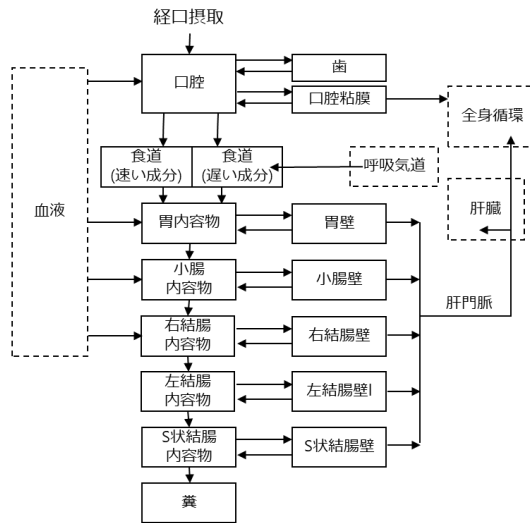 経口摂取
口腔
歯
口腔粘膜
全身循環
食道
(速い成分)
食道
(遅い成分)
呼吸気道
血液
胃内容物
胃壁
肝臓
小腸
内容物
小腸壁
肝門脈
右結腸
内容物
右結腸壁
左結腸
内容物
左結腸壁l
S状結腸
内容物
S状結腸壁
糞